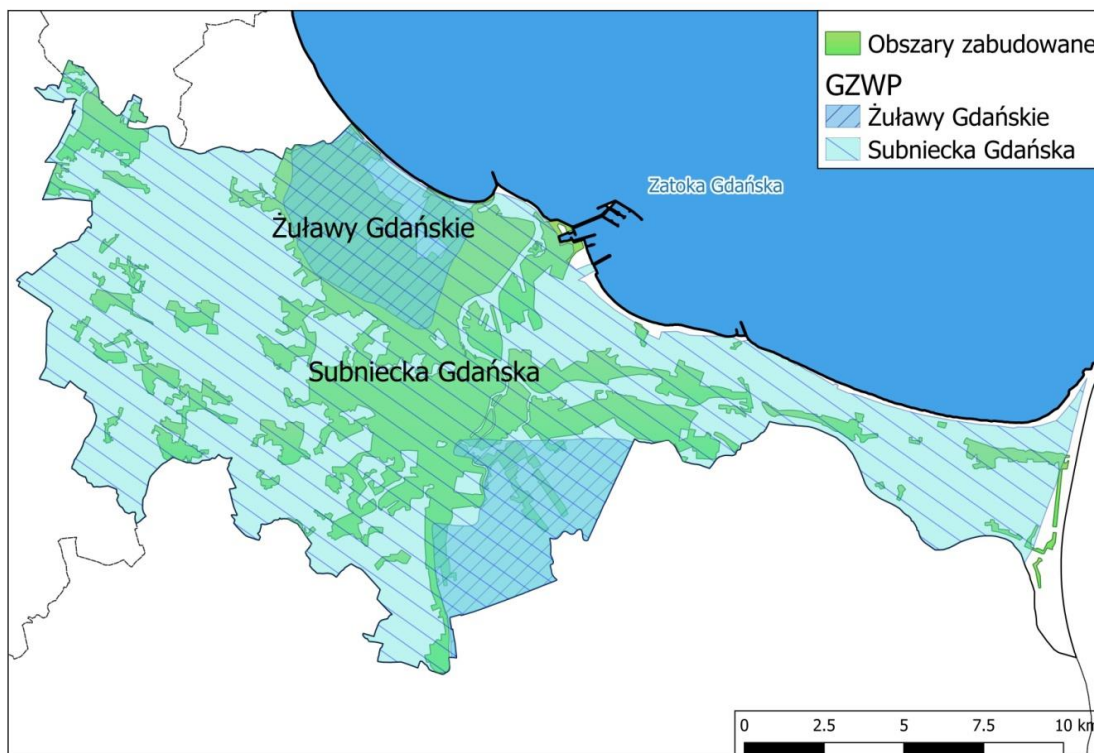 Obszary zabudowane
GZWP
Żuławy Gdańskie
Subniecka Gdańska
Zatoka Gdańska
Żuławy Gdańskie
Subniecka Gdańska
0 2.5 5 7.5 10 km